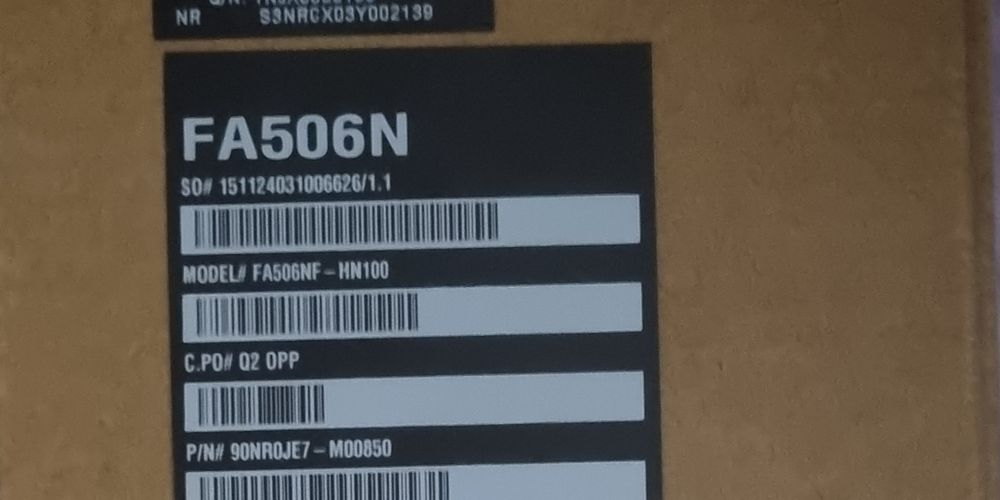 NR S3NRCX03Y002139
FA506N
SO# 151124031006626/1.1
MODEL# FA506NF-HN100
C.PO# Q2 OPP
P/N# 90NR0JE7-M00850